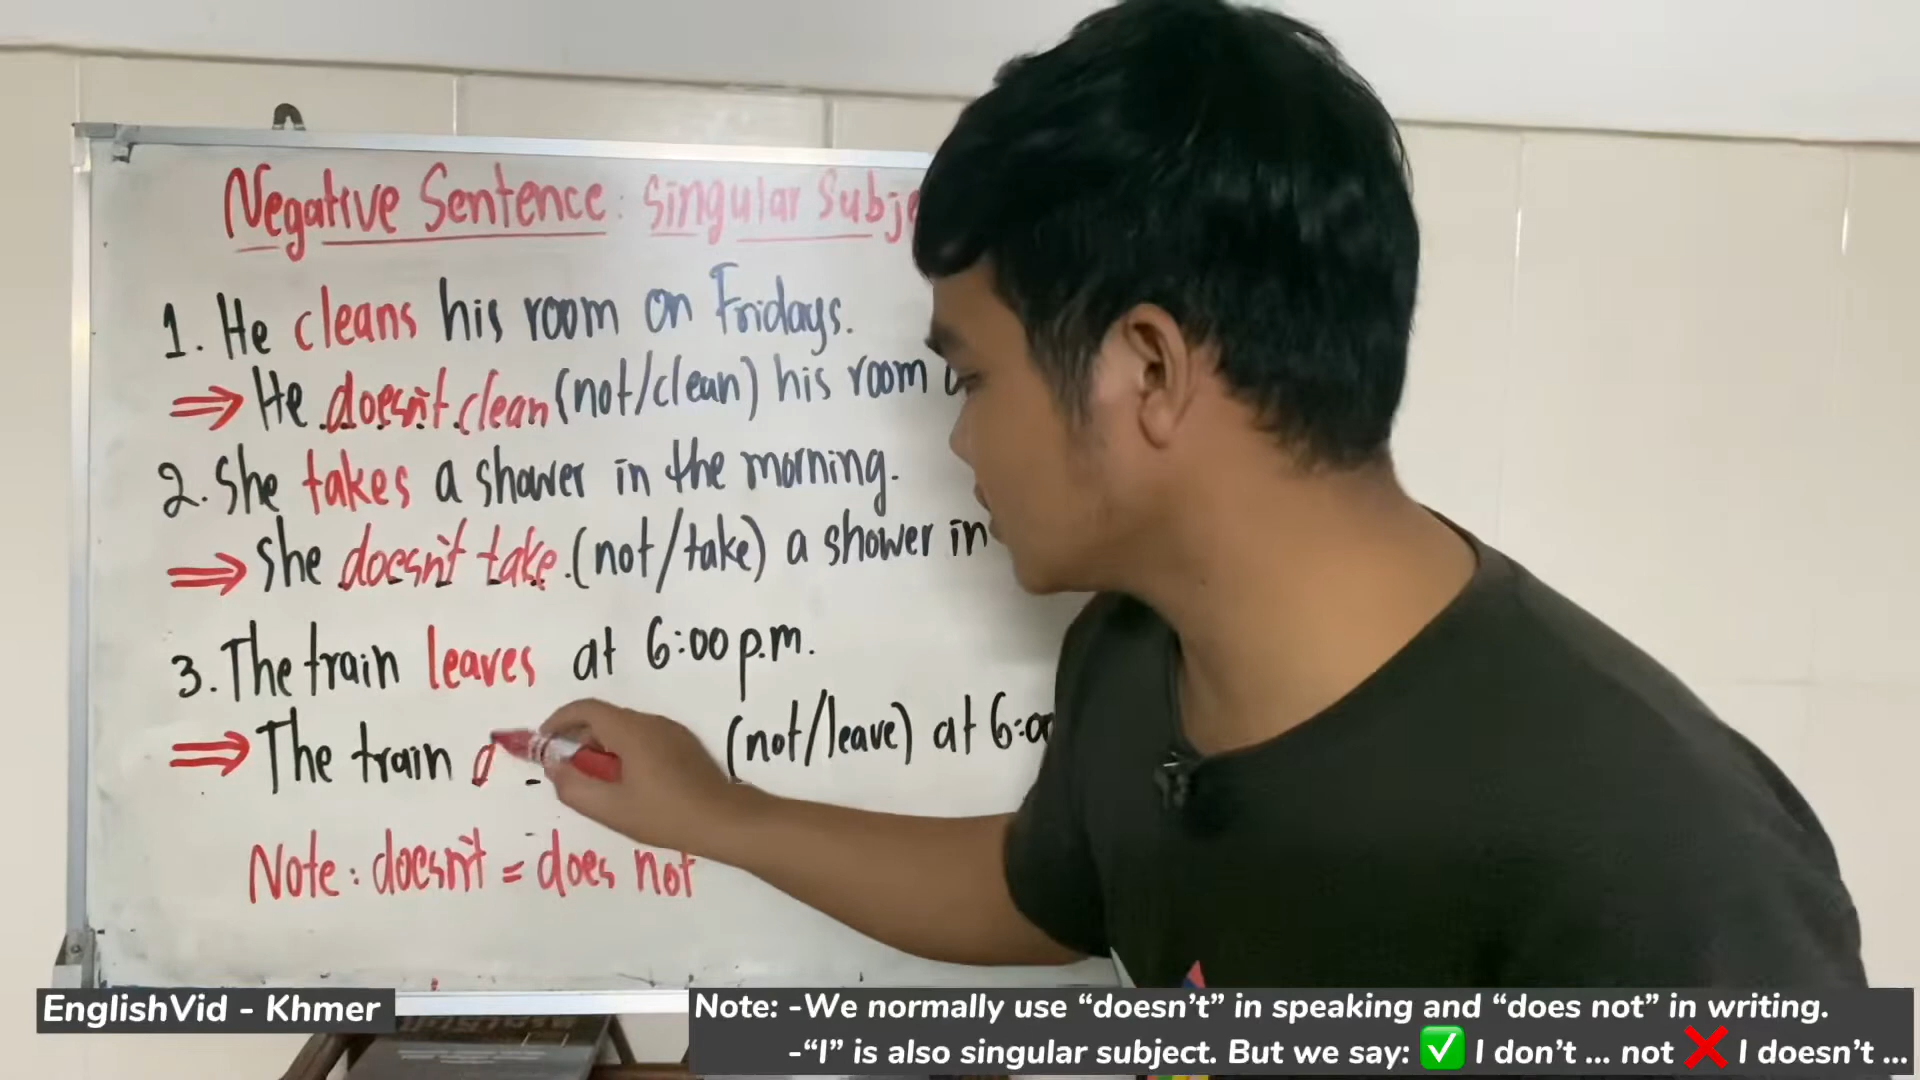 Negative Sentence: Singular Subje
1. He cleans his room on Fridays.
⇒ He doesn't clean (not/clean) his room
2. She takes a shower in the morning.
⇒ She doesn't take (not/take) a shower in
3. The train leaves at 6:00 p.m.
⇒ The train d (not/leave) at 6:00
Note: doesn't = does not
EnglishVid - Khmer
Note: -We normally use “doesn’t” in speaking and “does not” in writing.
-“I” is also singular subject. But we say: ✅ I don’t ... not ❌ I doesn’t ...